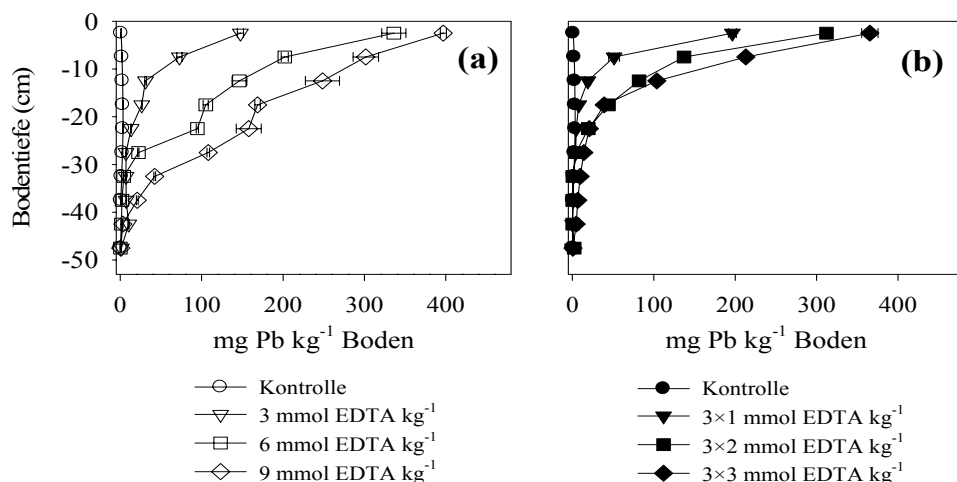 0
-10
-20
-30
-40
-50
Bodentiefe (cm)
(a)
0 100 200 300 400
mg Pb kg⁻¹ Boden
Kontrolle
3 mmol EDTA kg⁻¹
6 mmol EDTA kg⁻¹
9 mmol EDTA kg⁻¹
(b)
0 100 200 300 400
mg Pb kg⁻¹ Boden
Kontrolle
3×1 mmol EDTA kg⁻¹
3×2 mmol EDTA kg⁻¹
3×3 mmol EDTA kg⁻¹